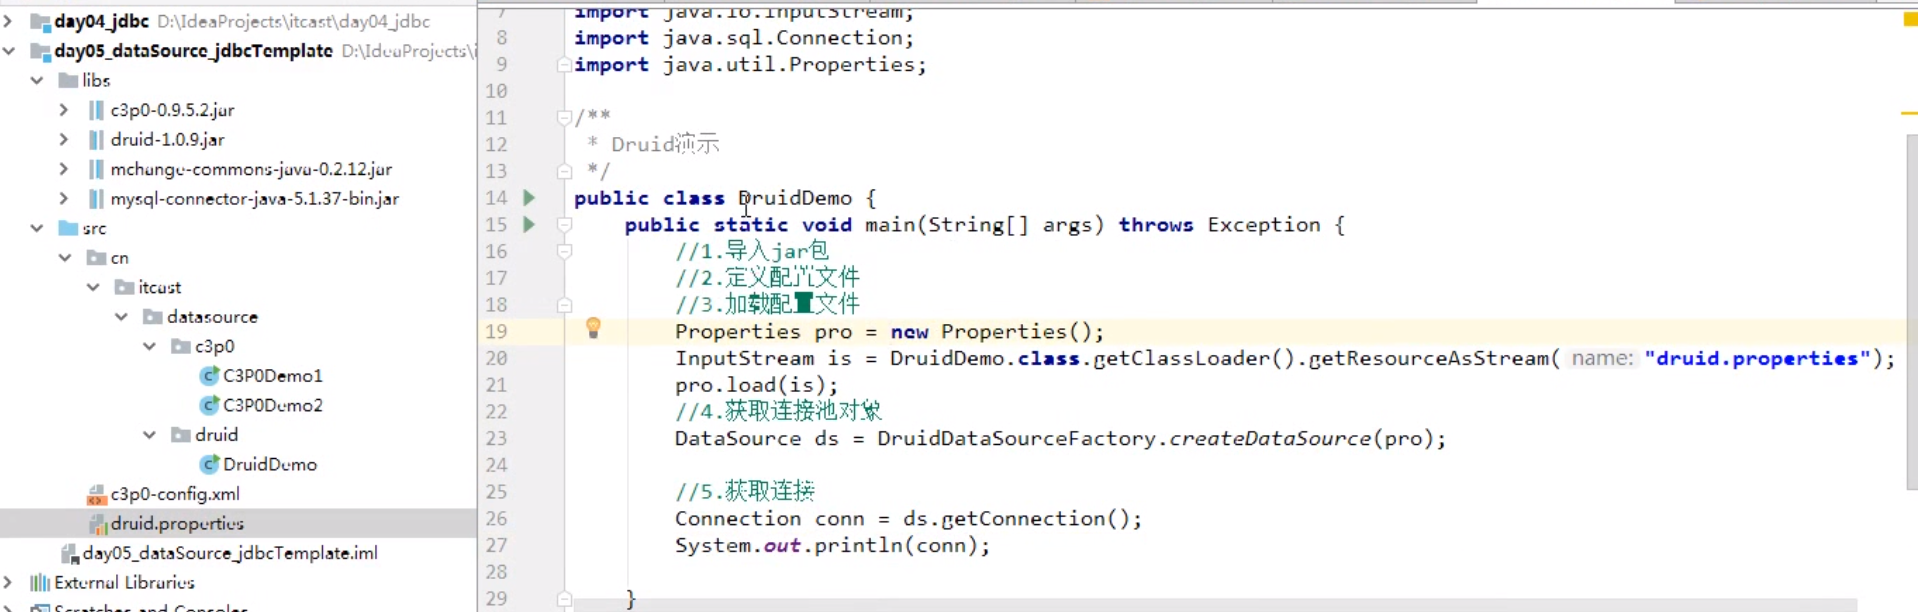 day04_jdbc D:\IdeaProjects\itcast\day04_jdbc
day05_dataSource_jdbcTemplate D:\IdeaProjects\i
libs
c3p0-0.9.5.2.jar
druid-1.0.9.jar
mchange-commons-java-0.2.12.jar
mysql-connector-java-5.1.37-bin.jar
src
cn
itcast
datasource
c3p0
C3P0Demo1
C3P0Demo2
druid
DruidDemo
c3p0-config.xml
druid.properties
day05_dataSource_jdbcTemplate.iml
External Libraries
Scratches and Consoles
7 import java.io.InputStream;
8 import java.sql.Connection;
9 import java.util.Properties;
10
11 /**
12 * Druid演示
13 */
14 public class DruidDemo {
15 public static void main(String[] args) throws Exception {
16 //1.导入jar包
17 //2.定义配置文件
18 //3.加载配置文件
19 Properties pro = new Properties();
20 InputStream is = DruidDemo.class.getClassLoader().getResourceAsStream( name: "druid.properties");
21 pro.load(is);
22 //4.获取连接池对象
23 DataSource ds = DruidDataSourceFactory.createDataSource(pro);
24
25 //5.获取连接
26 Connection conn = ds.getConnection();
27 System.out.println(conn);
28
29 }